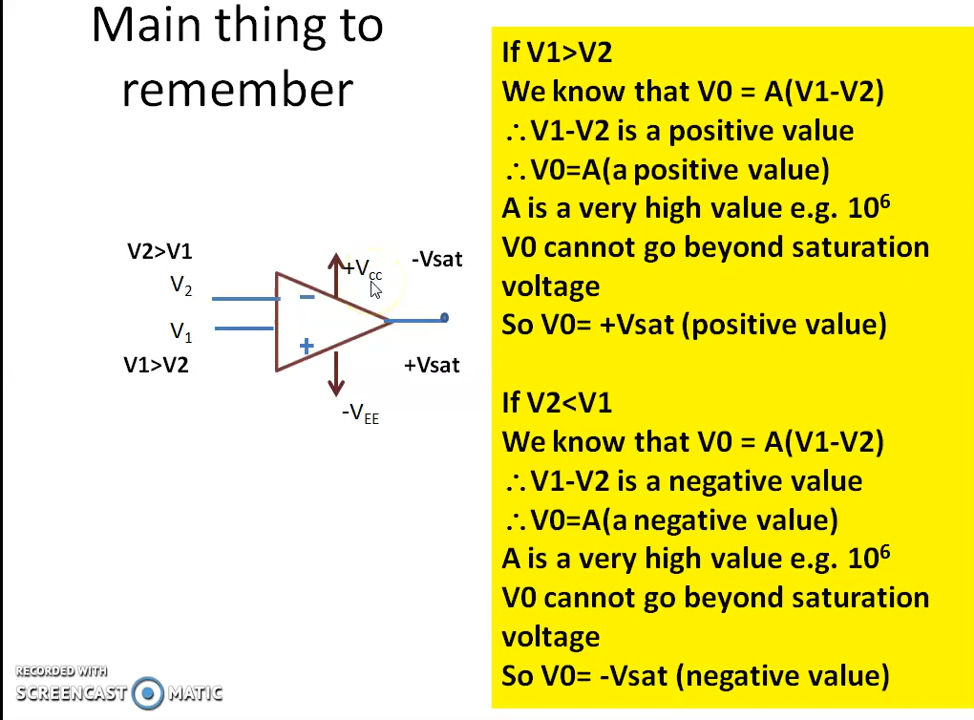 Main thing to
remember
V2>V1
V₂
V₁
V1>V2
−
+
+Vcc
-VEE
-Vsat
+Vsat
If V1>V2
We know that V0 = A(V1-V2)
∴V1-V2 is a positive value
∴V0=A(a positive value)
A is a very high value e.g. 10⁶
V0 cannot go beyond saturation
voltage
So V0= +Vsat (positive value)
If V2<V1
We know that V0 = A(V1-V2)
∴V1-V2 is a negative value
∴V0=A(a negative value)
A is a very high value e.g. 10⁶
V0 cannot go beyond saturation
voltage
So V0= -Vsat (negative value)
RECORDED WITH
SCREENCAST MATIC